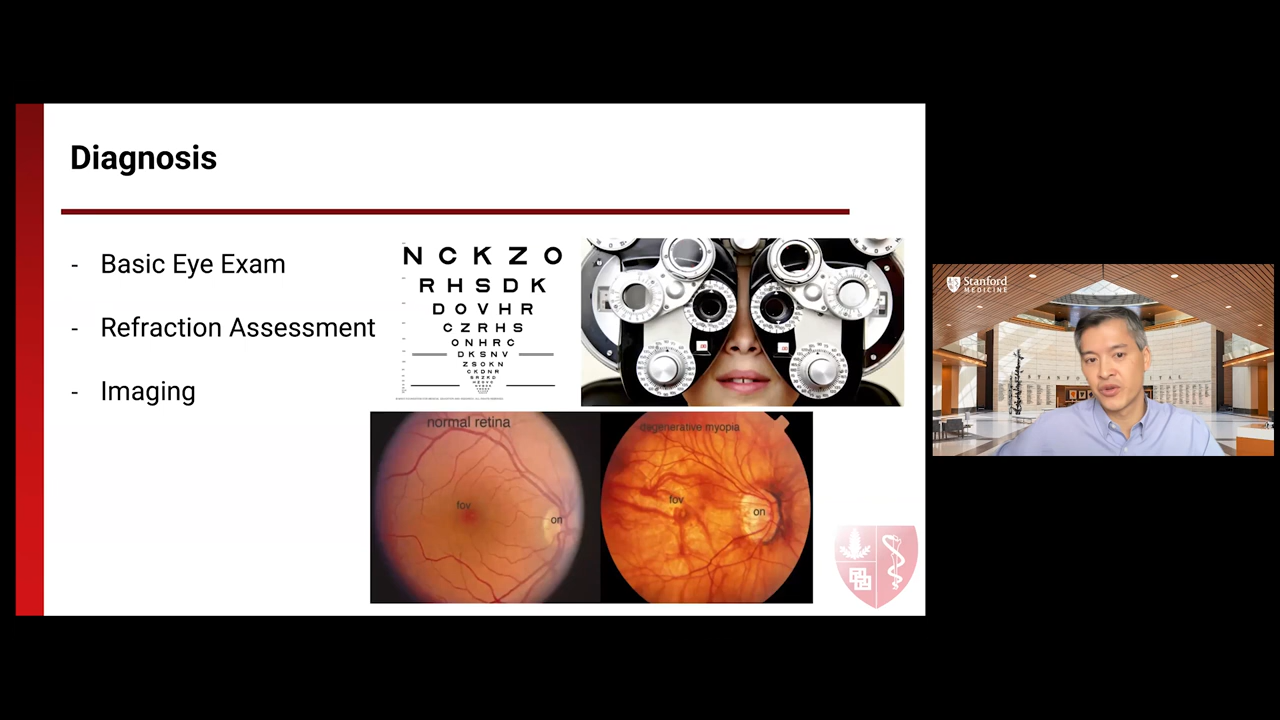 Diagnosis
- Basic Eye Exam
- Refraction Assessment
- Imaging
N C K Z O
R H S D K
D O V H R
C Z R H S
O N H R C
D K S N V
Z S O K N
C K D N R
normal retina
degenerative myopia
fov
on
fov
on
Stanford
MEDICINE